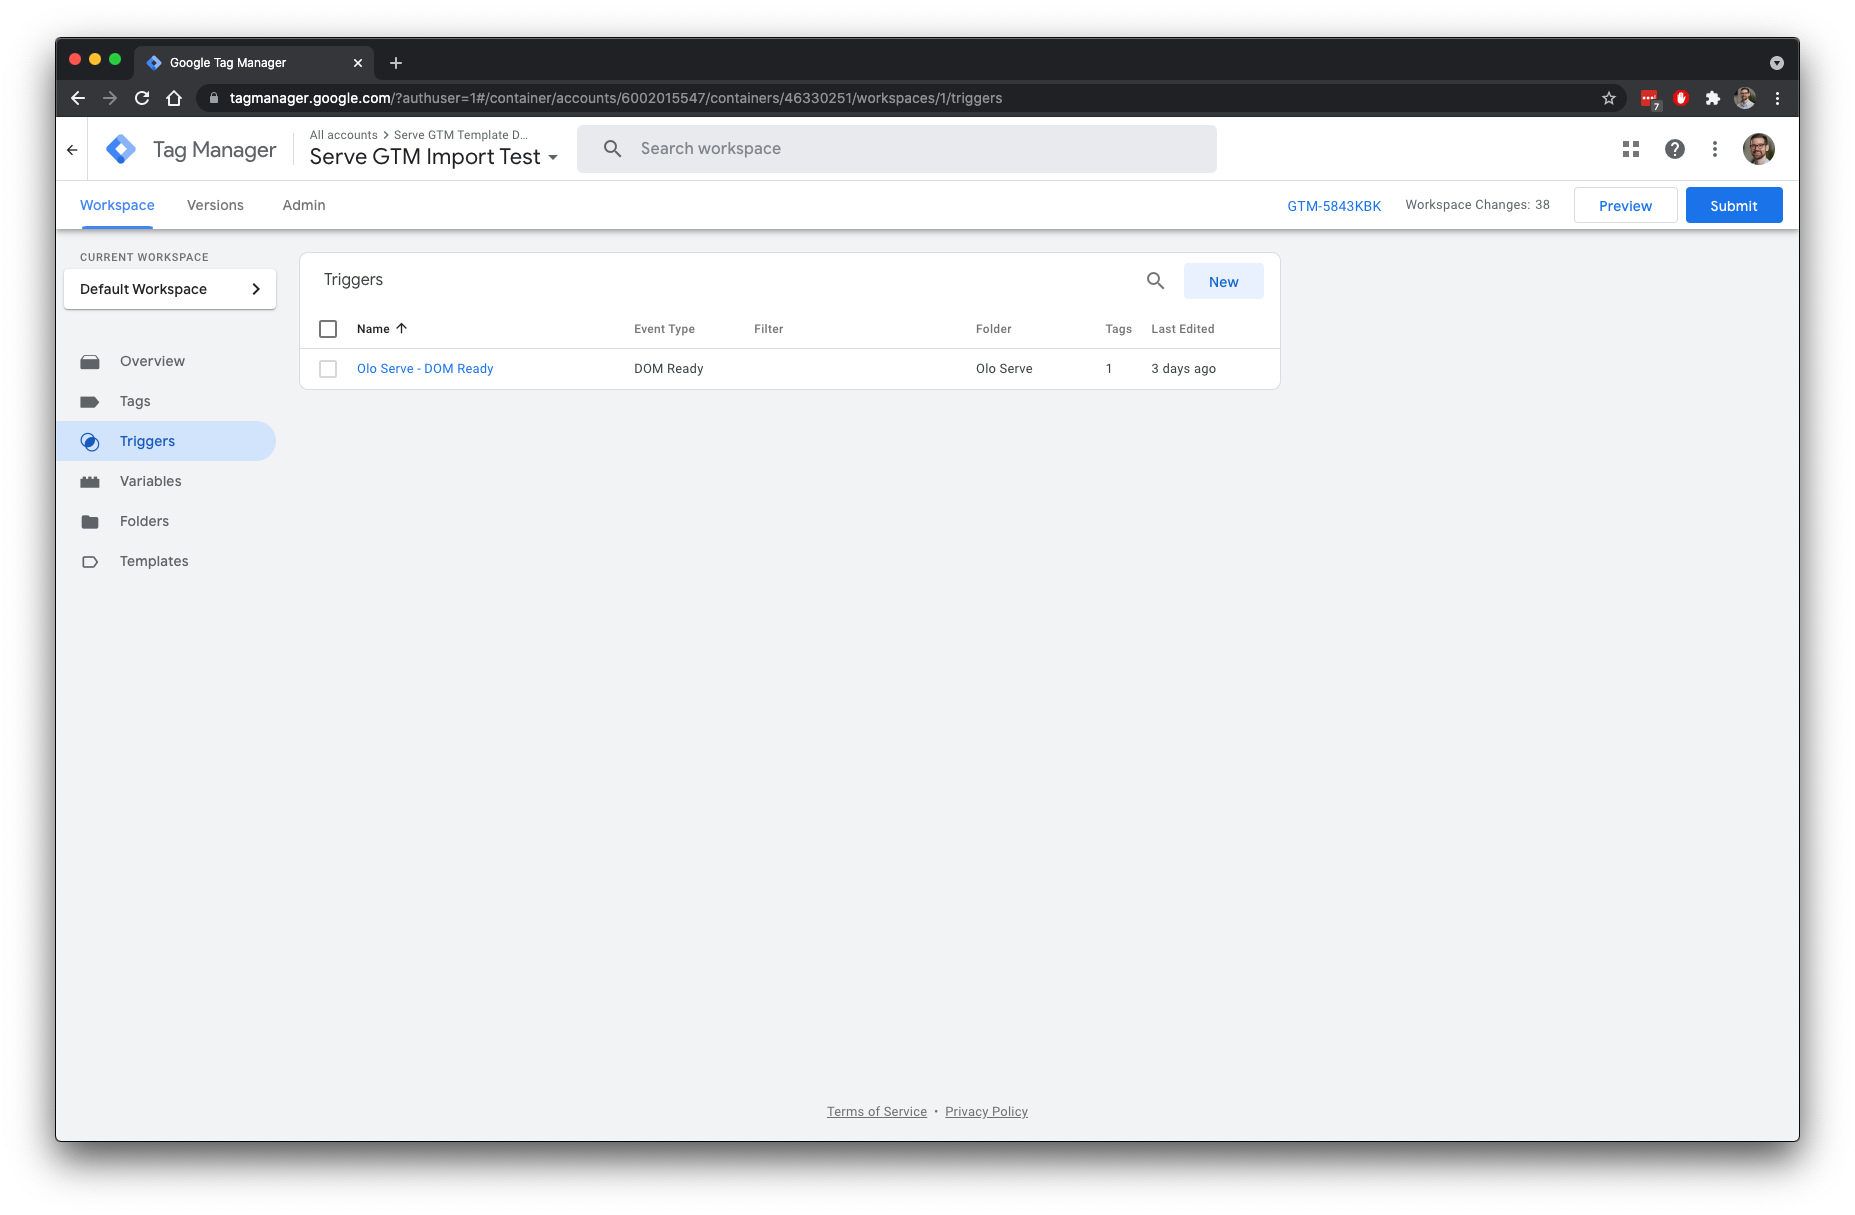 Google Tag Manager
tagmanager.google.com/?authuser=1#/container/accounts/6002015547/containers/46330251/workspaces/1/triggers
7
Tag Manager
All accounts > Serve GTM Template D...
Serve GTM Import Test
Search workspace
Workspace
Versions
Admin
GTM-5843KBK
Workspace Changes: 38
Preview
Submit
CURRENT WORKSPACE
Default Workspace
Overview
Tags
Triggers
Variables
Folders
Templates
Triggers
New
Name Event Type Filter Folder Tags Last Edited
Olo Serve - DOM Ready DOM Ready Olo Serve 1 3 days ago
Terms of Service • Privacy Policy